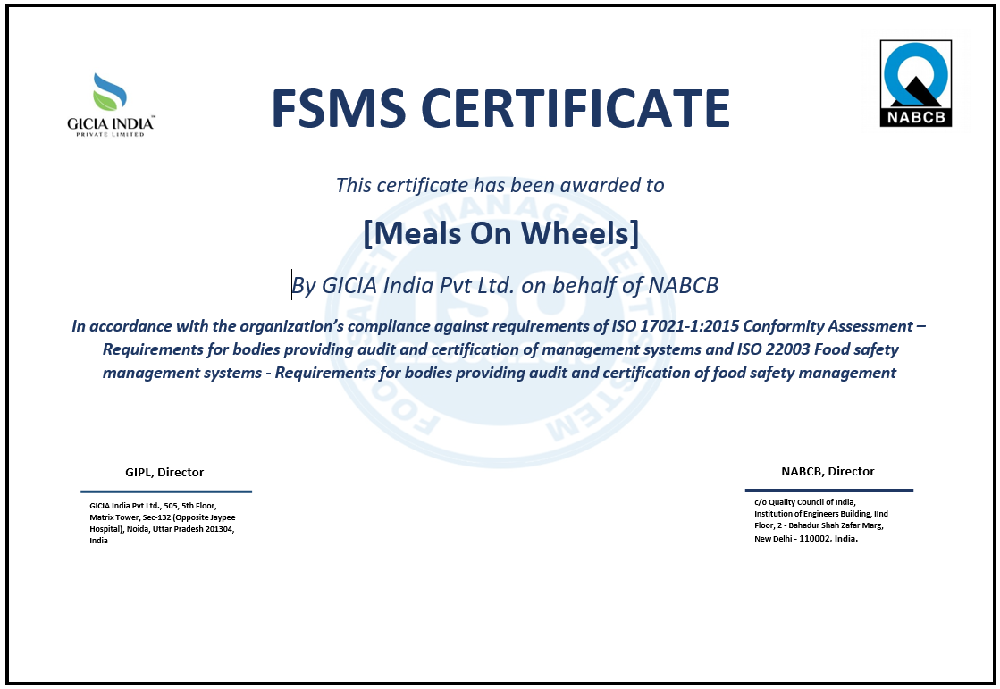 GICIA INDIA™
PRIVATE LIMITED
FSMS CERTIFICATE
NABCB
This certificate has been awarded to
[Meals On Wheels]
By GICIA India Pvt Ltd. on behalf of NABCB
In accordance with the organization’s compliance against requirements of ISO 17021-1:2015 Conformity Assessment –
Requirements for bodies providing audit and certification of management systems and ISO 22003 Food safety
management systems - Requirements for bodies providing audit and certification of food safety management
FOOD SAFETY MANAGEMENT SYSTEM
ISO
GIPL, Director
GICIA India Pvt Ltd., 505, 5th Floor,
Matrix Tower, Sec-132 (Opposite Jaypee
Hospital), Noida, Uttar Pradesh 201304,
India
NABCB, Director
c/o Quality Council of India,
Institution of Engineers Building, IInd
Floor, 2 - Bahadur Shah Zafar Marg,
New Delhi - 110002, India.